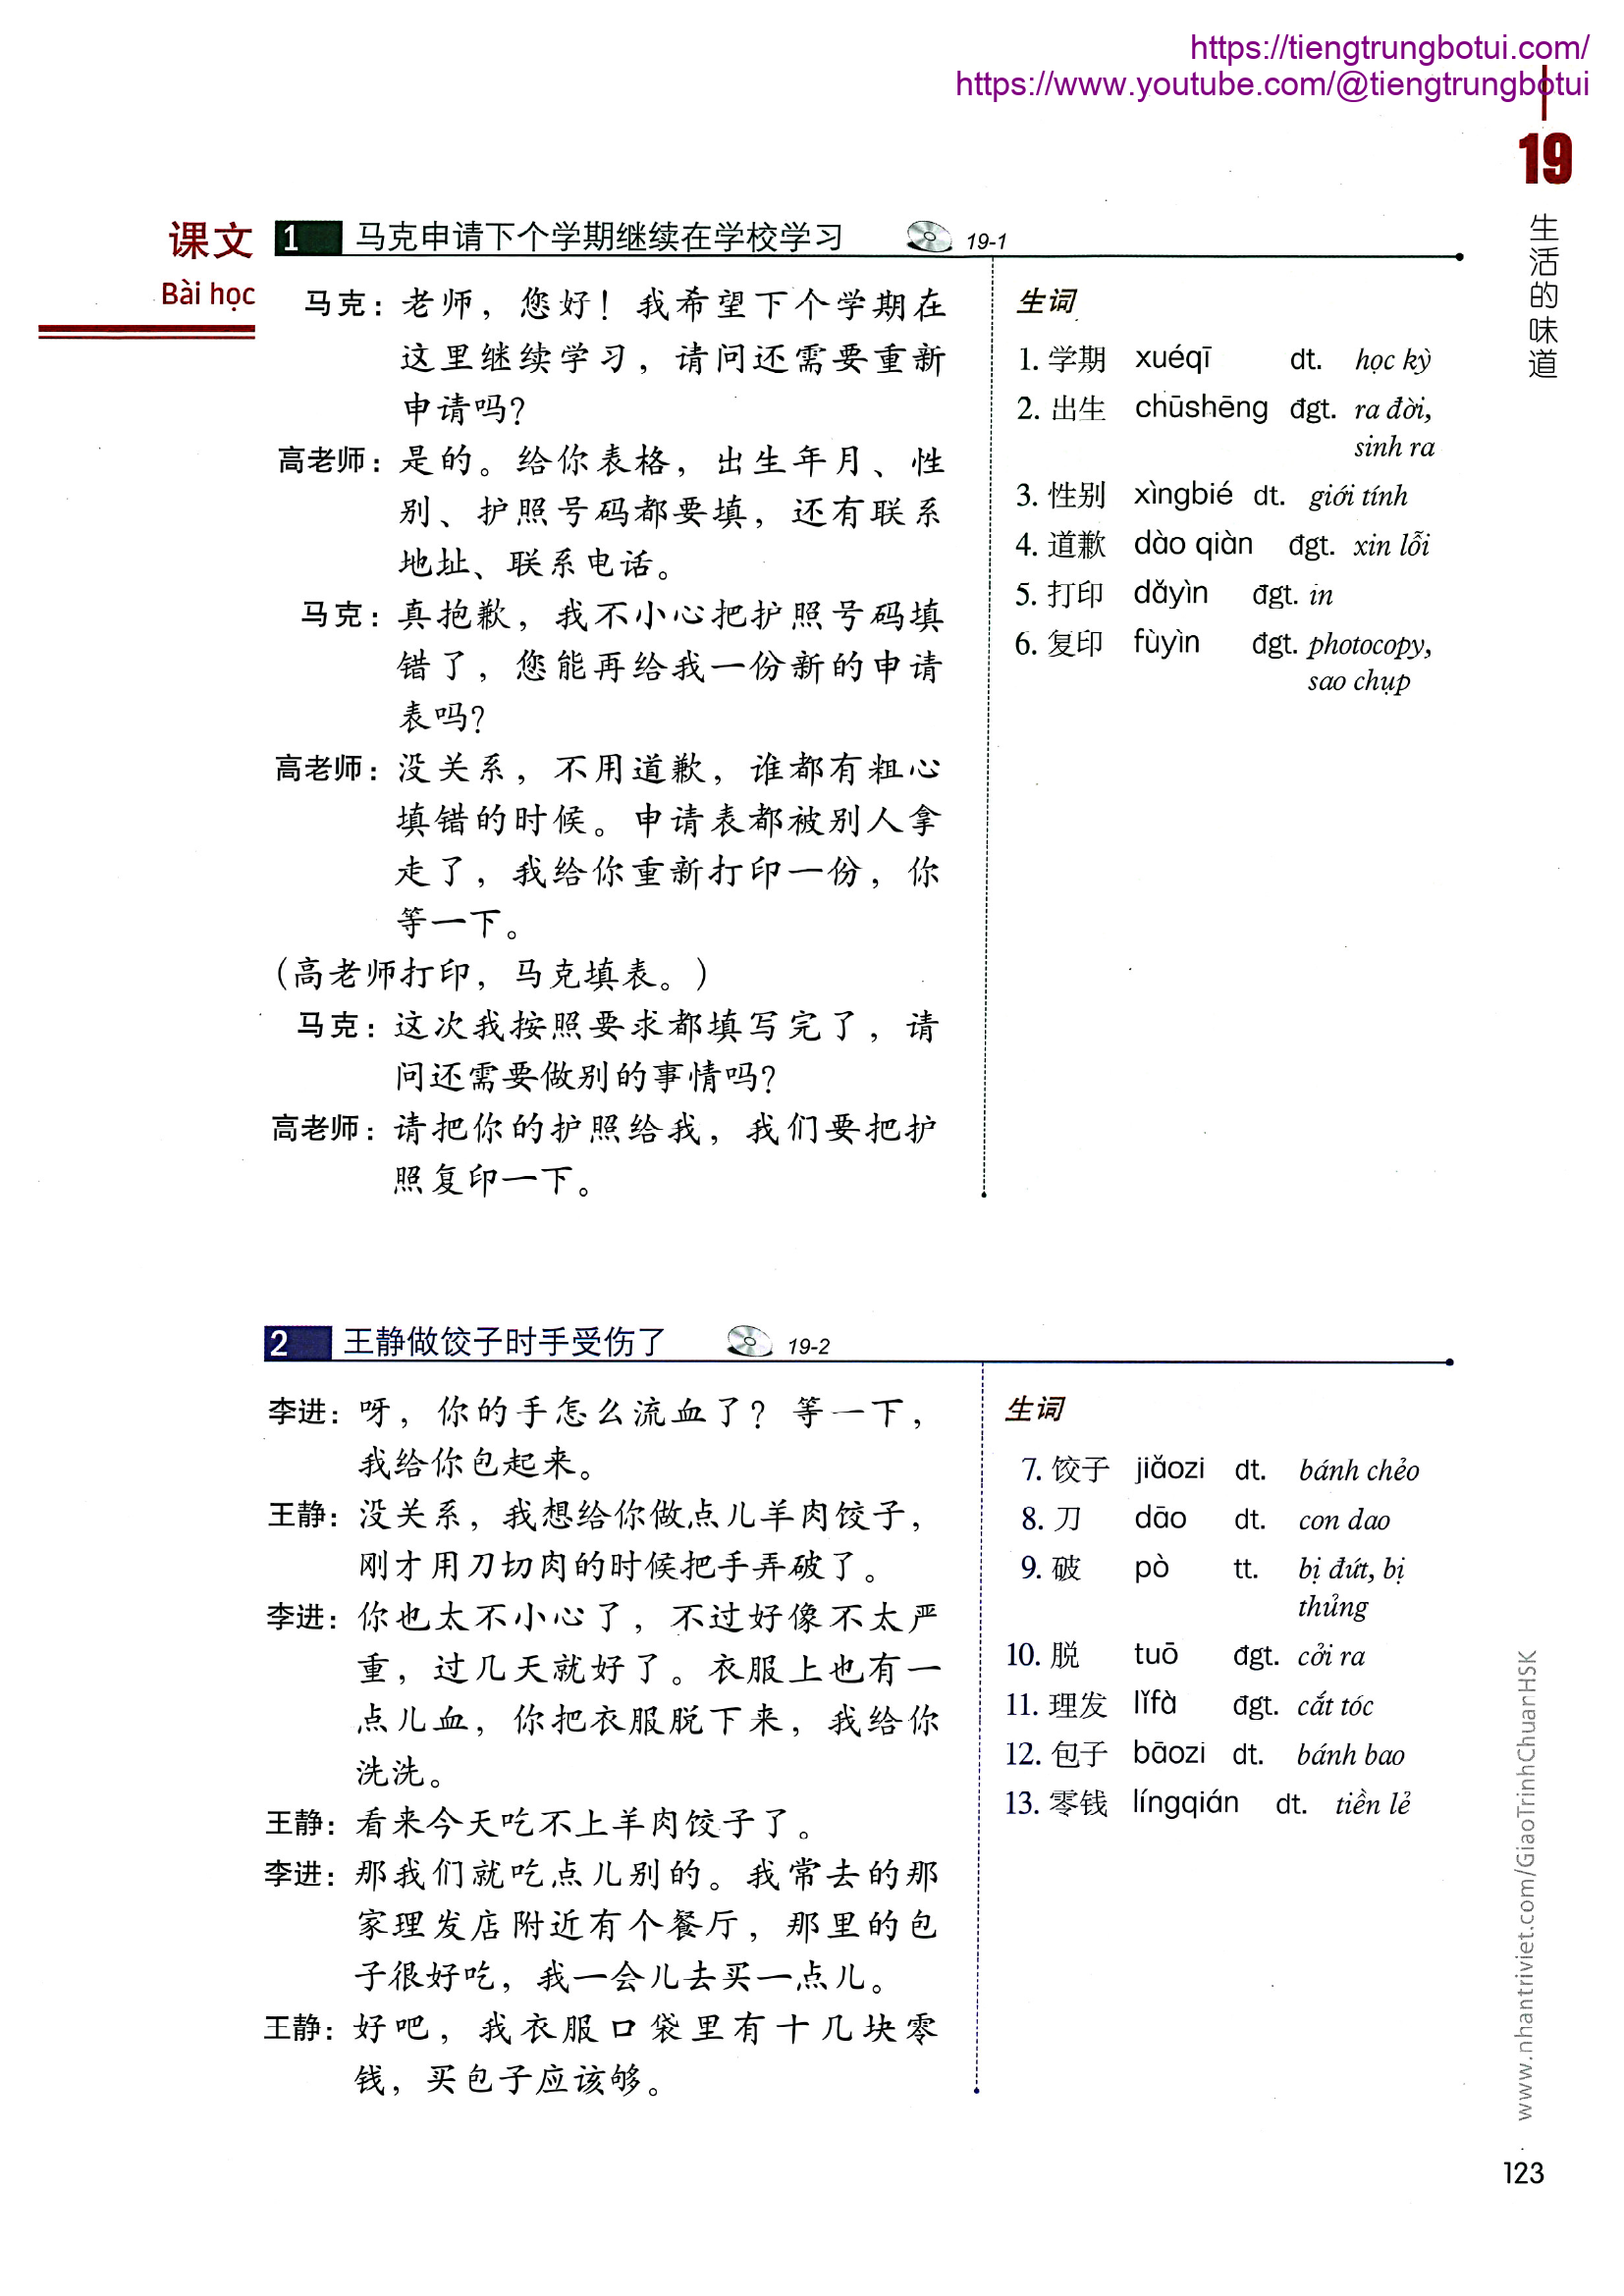 https://tiengtrungbotui.com/
https://www.youtube.com/@tiengtrungbotui
19
生活的味道
课文
Bài học
1 马克申请下个学期继续在学校学习 19-1
马克：老师，您好！我希望下个学期在
这里继续学习，请问还需要重新
申请吗？
高老师：是的。给你表格，出生年月、性
别、护照号码都要填，还有联系
地址、联系电话。
马克：真抱歉，我不小心把护照号码填
错了，您能再给我一份新的申请
表吗？
高老师：没关系，不用道歉，谁都有粗心
填错的时候。申请表都被别人拿
走了，我给你重新打印一份，你
等一下。
（高老师打印，马克填表。）
马克：这次我按照要求都填写完了，请
问还需要做别的事情吗？
高老师：请把你的护照给我，我们要把护
照复印一下。
生词
1. 学期 xuéqī dt. học kỳ
2. 出生 chūshēng đgt. ra đời,
sinh ra
3. 性别 xìngbié dt. giới tính
4. 道歉 dào qiàn đgt. xin lỗi
5. 打印 dǎyìn đgt. in
6. 复印 fùyìn đgt. photocopy,
sao chụp
2 王静做饺子时手受伤了 19-2
李进：呀，你的手怎么流血了？等一下，
我给你包起来。
王静：没关系，我想给你做点儿羊肉饺子，
刚才用刀切肉的时候把手弄破了。
李进：你也太不小心了，不过好像不太严
重，过几天就好了。衣服上也有一
点儿血，你把衣服脱下来，我给你
洗洗。
王静：看来今天吃不上羊肉饺子了。
李进：那我们就吃点儿别的。我常去的那
家理发店附近有个餐厅，那里的包
子很好吃，我一会儿去买一点儿。
王静：好吧，我衣服口袋里有十几块零
钱，买包子应该够。
生词
7. 饺子 jiǎozi dt. bánh chẻo
8. 刀 dāo dt. con dao
9. 破 pò tt. bị đứt, bị
thủng
10. 脱 tuō đgt. cởi ra
11. 理发 lǐfà đgt. cắt tóc
12. 包子 bāozi dt. bánh bao
13. 零钱 língqián dt. tiền lẻ
www.nhantriviet.com/GiaoTrinhChuanHSK
123